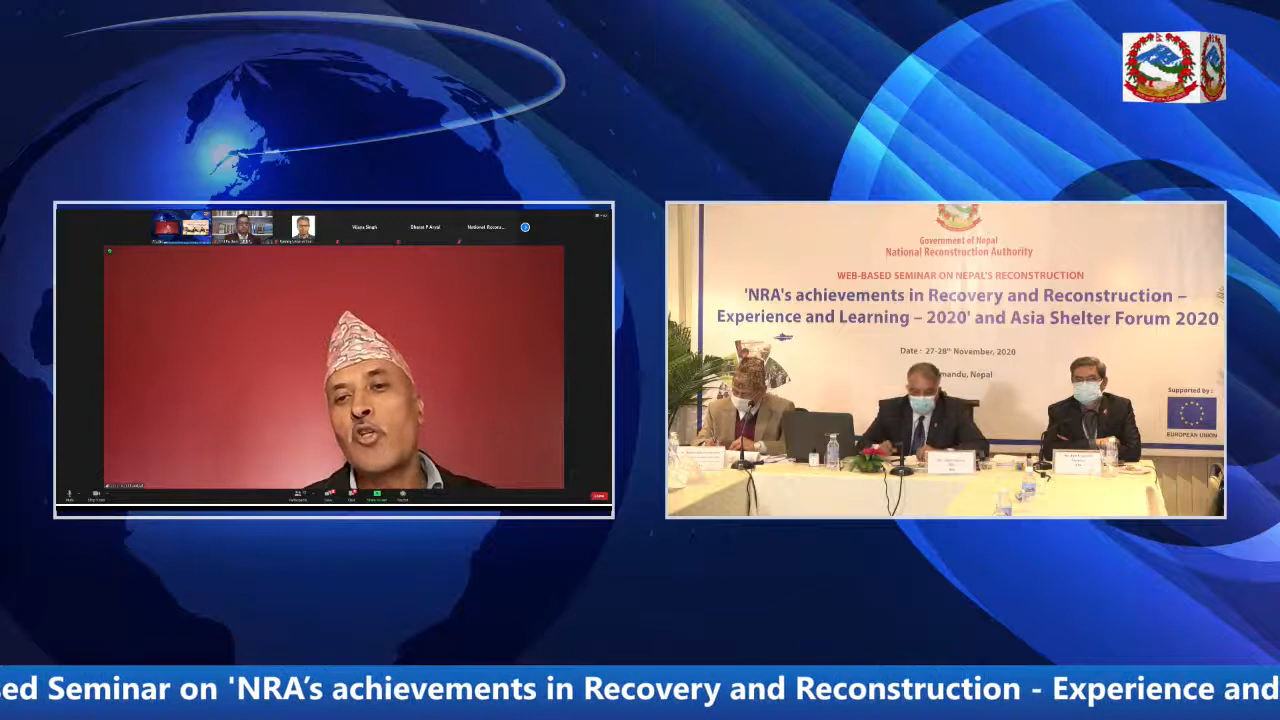 Vijaya Singh
Bharat P Aryal
National Recons...
Government of Nepal
National Reconstruction Authority
WEB-BASED SEMINAR ON NEPAL'S RECONSTRUCTION
'NRA's achievements in Recovery and Reconstruction –
Experience and Learning – 2020' and Asia Shelter Forum 2020
Date : 27-28th November, 2020
mandu, Nepal
Supported by :
EUROPEAN UNION
Leave
sed Seminar on 'NRA's achievements in Recovery and Reconstruction - Experience and